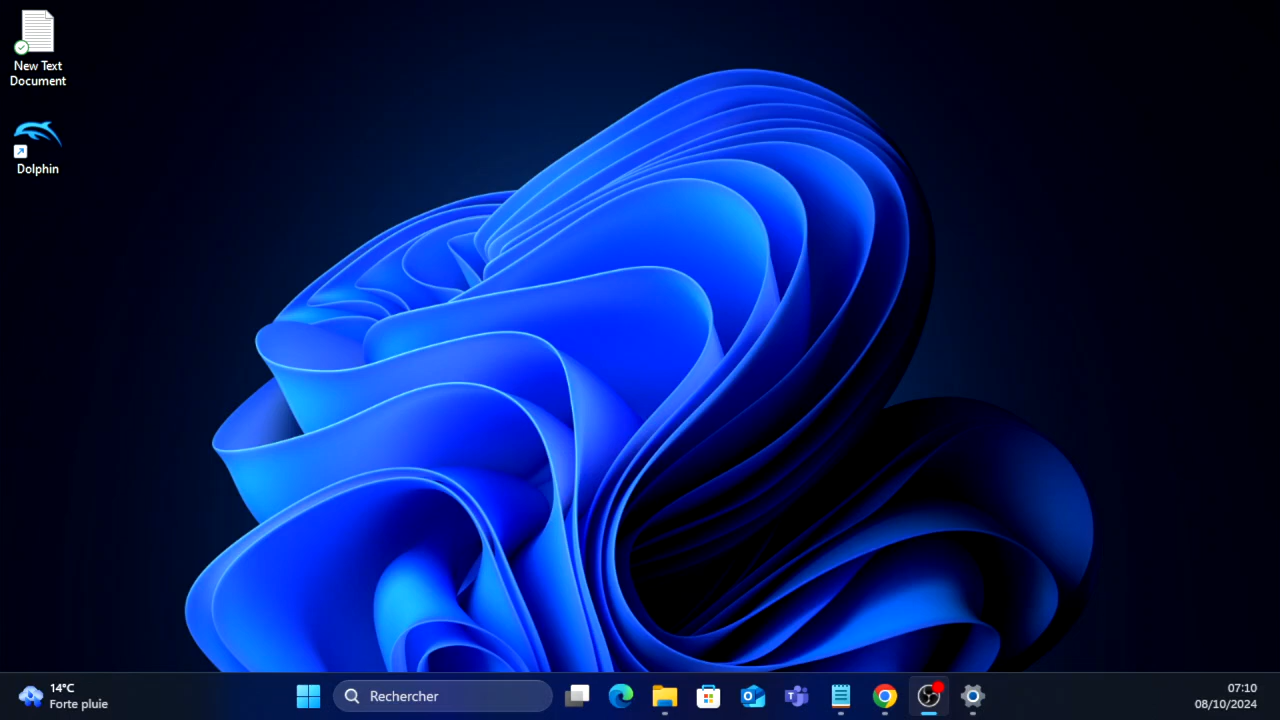 New Text
Document
Dolphin
14°C
Forte pluie
Rechercher
07:10
08/10/2024